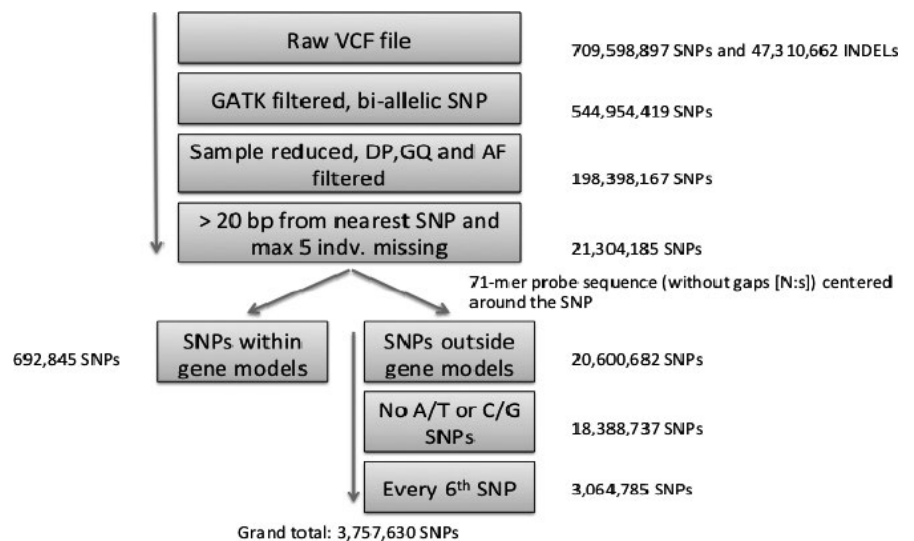 Raw VCF file
709,598,897 SNPs and 47,310,662 INDELs
GATK filtered, bi-allelic SNP
544,954,419 SNPs
Sample reduced, DP,GQ and AF
filtered
198,398,167 SNPs
> 20 bp from nearest SNP and
max 5 indv. missing
21,304,185 SNPs
71-mer probe sequence (without gaps [N:s]) centered
around the SNP
692,845 SNPs
SNPs within
gene models
SNPs outside
gene models
20,600,682 SNPs
No A/T or C/G
SNPs
18,388,737 SNPs
Every 6th SNP
3,064,785 SNPs
Grand total: 3,757,630 SNPs